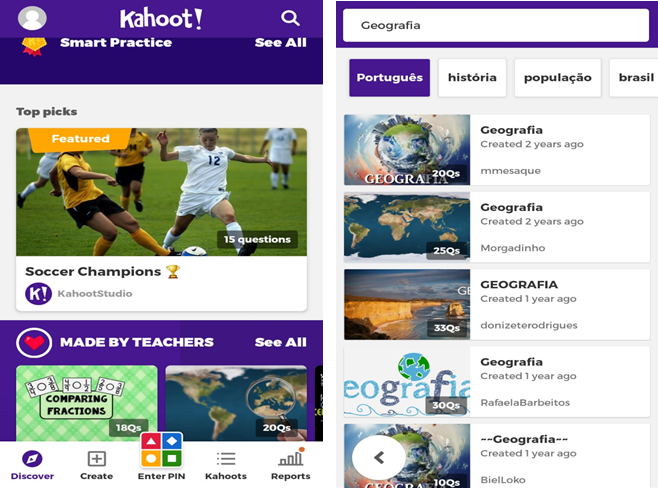 Kahoot!
Smart Practice
See All
Top picks
Featured
12
15 questions
Soccer Champions
K!
KahootStudio
MADE BY TEACHERS
See All
COMPARING
FRACTIONS
18Qs
20Qs
Discover
Create
Enter PIN
Kahoots
Reports
Geografia
Português
história
população
brasil
Geografia
Created 2 years ago
mmesaque
GEOGRAFIA
20Qs
Geografia
Created 2 years ago
Morgadinho
25Qs
GEOGRAFIA
Created 1 year ago
donizeterodrigues
33Qs
Geografia
Created 1 year ago
RafaelaBarbeitos
30Qs
~~Geografia~~
Created 1 year ago
BielLoko
10Qs